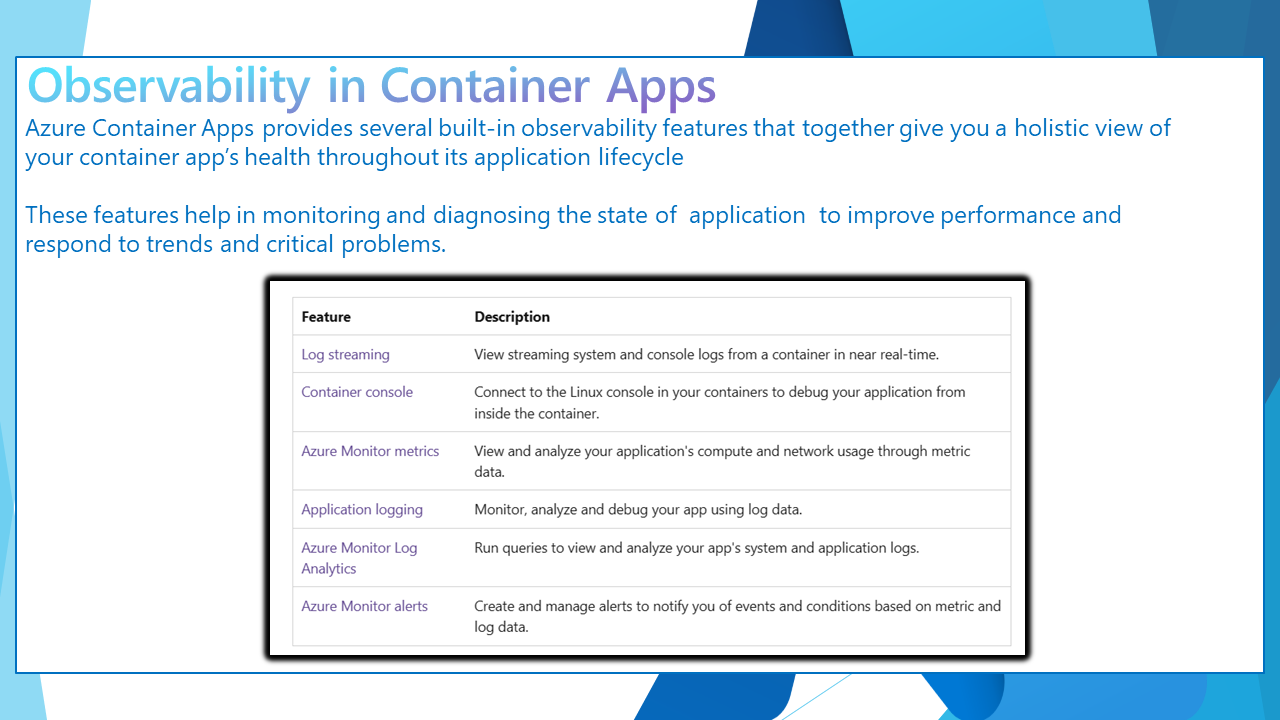 Observability in Container Apps
Azure Container Apps provides several built-in observability features that together give you a holistic view of
your container app’s health throughout its application lifecycle
These features help in monitoring and diagnosing the state of  application  to improve performance and
respond to trends and critical problems.
Feature Description
Log streaming View streaming system and console logs from a container in near real-time.
Container console Connect to the Linux console in your containers to debug your application from
inside the container.
Azure Monitor metrics View and analyze your application's compute and network usage through metric
data.
Application logging Monitor, analyze and debug your app using log data.
Azure Monitor Log Run queries to view and analyze your app's system and application logs.
Analytics
Azure Monitor alerts Create and manage alerts to notify you of events and conditions based on metric and
log data.